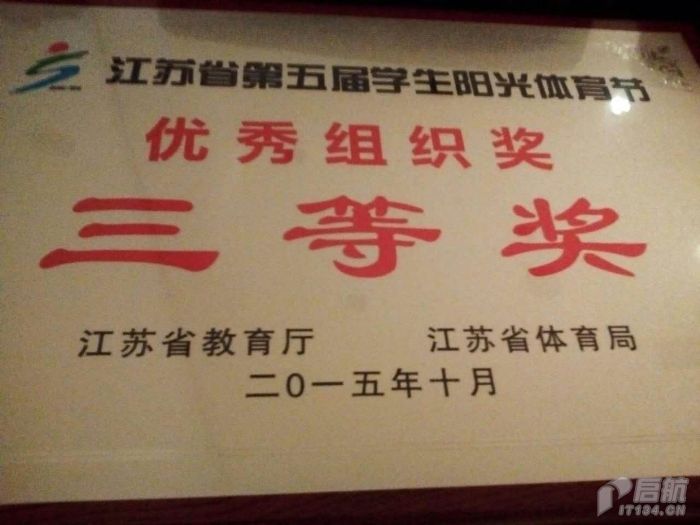 江苏省第五届学生阳光体育节
优秀组织奖
三等奖
江苏省教育厅 江苏省体育局
二〇一五年十月
启航
IT134.CN